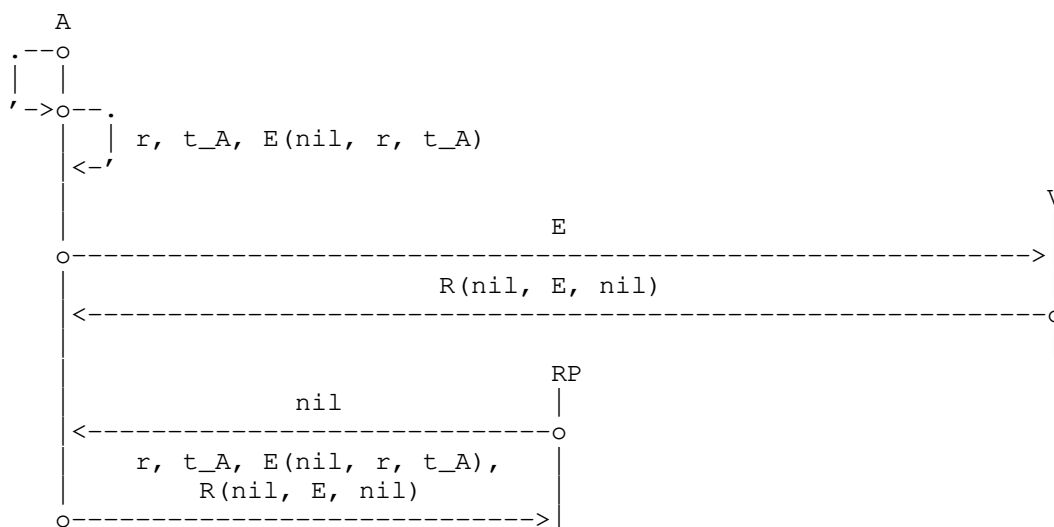 A
r, t_A, E(nil, r, t_A)
V
E
R(nil, E, nil)
RP
nil
r, t_A, E(nil, r, t_A),
R(nil, E, nil)